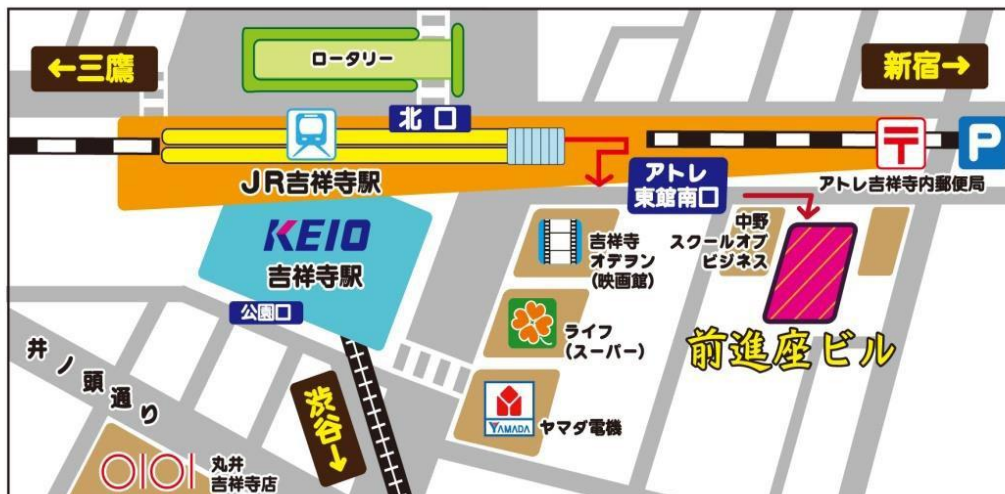 ←三鷹
ロータリー
新宿→
北口
JR吉祥寺駅
アトレ
東館南口
〒
P
アトレ吉祥寺内郵便局
KEIO
吉祥寺駅
公園口
吉祥寺
オデヲン
(映画館)
中野
スクールオブ
ビジネス
ライフ
(スーパー)
前進座ビル
井ノ頭通り
渋谷→
YAMADA
ヤマダ電機
OIOI
丸井
吉祥寺店